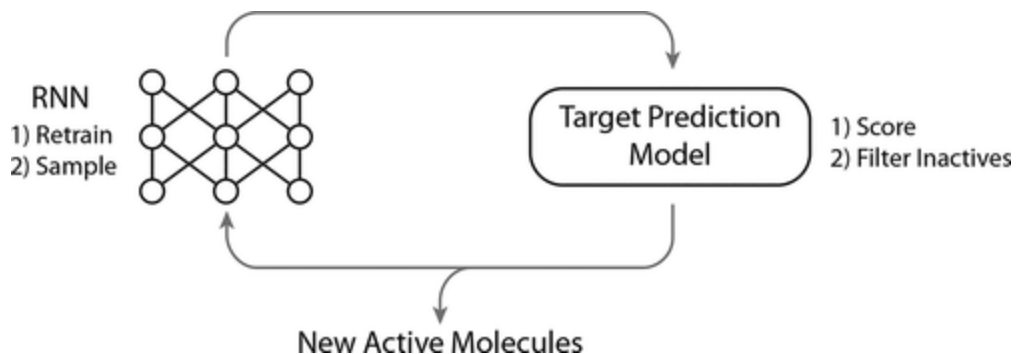 RNN
1) Retrain
2) Sample
Target Prediction
Model
1) Score
2) Filter Inactives
New Active Molecules